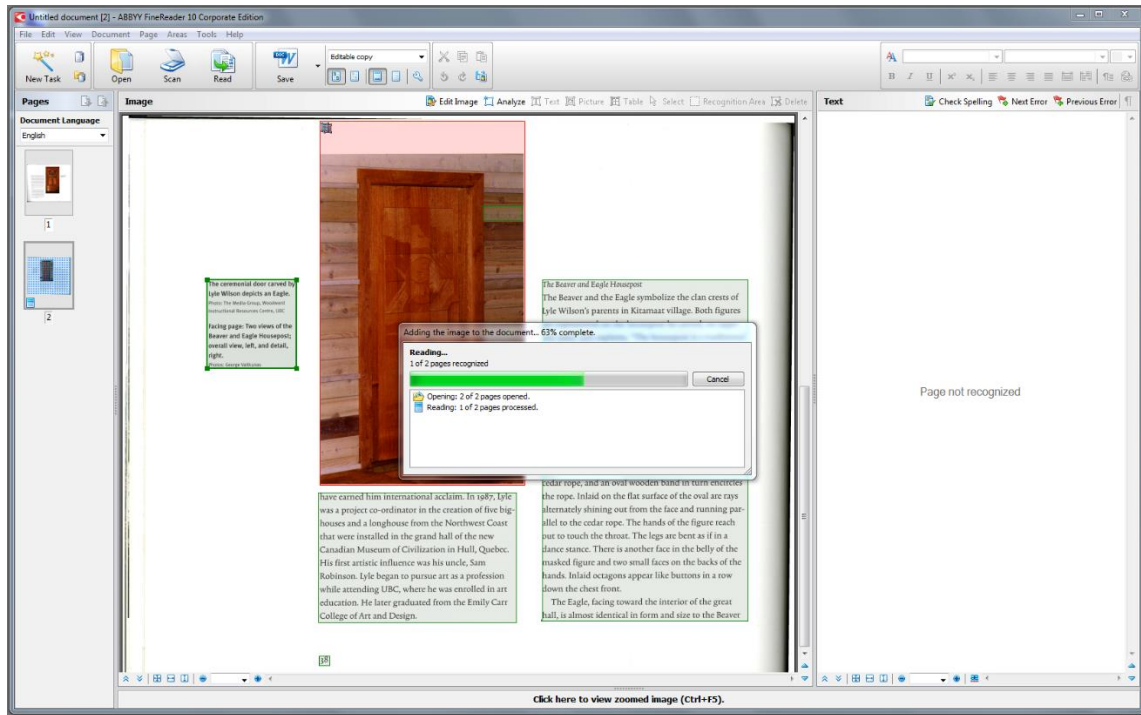 Untitled document [2] - ABBYY FineReader 10 Corporate Edition
File Edit View Document Page Areas Tools Help
New Task
Open
Scan
Read
Save
Editable copy
Pages
Image
Edit Image
Analyze
Text
Picture
Table
Select
Recognition Area
Delete
Text
Check Spelling
Next Error
Previous Error
Document Language
English
1
2
The ceremonial door carved by
Lyle Wilson depicts an Eagle.
Photo: The Media Group, Woodward
Instructional Resources Centre, UBC
Facing page: Two views of the
Beaver and Eagle Housepost;
overall view, left, and detail,
right.
Photos: George Vaitkunas
have earned him international acclaim. In 1987, Lyle
was a project co-ordinator in the creation of five big-
houses and a longhouse from the Northwest Coast
that were installed in the grand hall of the new
Canadian Museum of Civilization in Hull, Quebec.
His first artistic influence was his uncle, Sam
Robinson. Lyle began to pursue art as a profession
while attending UBC, where he was enrolled in art
education. He later graduated from the Emily Carr
College of Art and Design.
38
The Beaver and Eagle Housepost
The Beaver and the Eagle symbolize the clan crests of
Lyle Wilson's parents in Kitamaat village. Both figures
cedar rope, and an oval wooden band in turn encircles
the rope. Inlaid on the flat surface of the oval are rays
alternately shining out from the face and running par-
allel to the cedar rope. The hands of the figure reach
out to touch the throat. The legs are bent as if in a
dance stance. There is another face in the belly of the
masked figure and two small faces on the backs of the
hands. Inlaid octagons appear like buttons in a row
down the chest front.
The Eagle, facing toward the interior of the great
hall, is almost identical in form and size to the Beaver
Adding the image to the document... 63% complete.
Reading...
1 of 2 pages recognized
Cancel
Opening: 2 of 2 pages opened.
Reading: 1 of 2 pages processed.
Page not recognized
Click here to view zoomed image (Ctrl+F5).